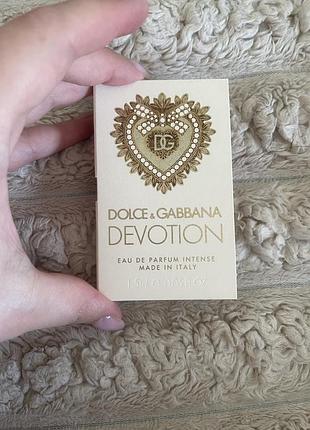 DG
DOLCE & GABBANA
DEVOTION
EAU DE PARFUM INTENSE
MADE IN ITALY